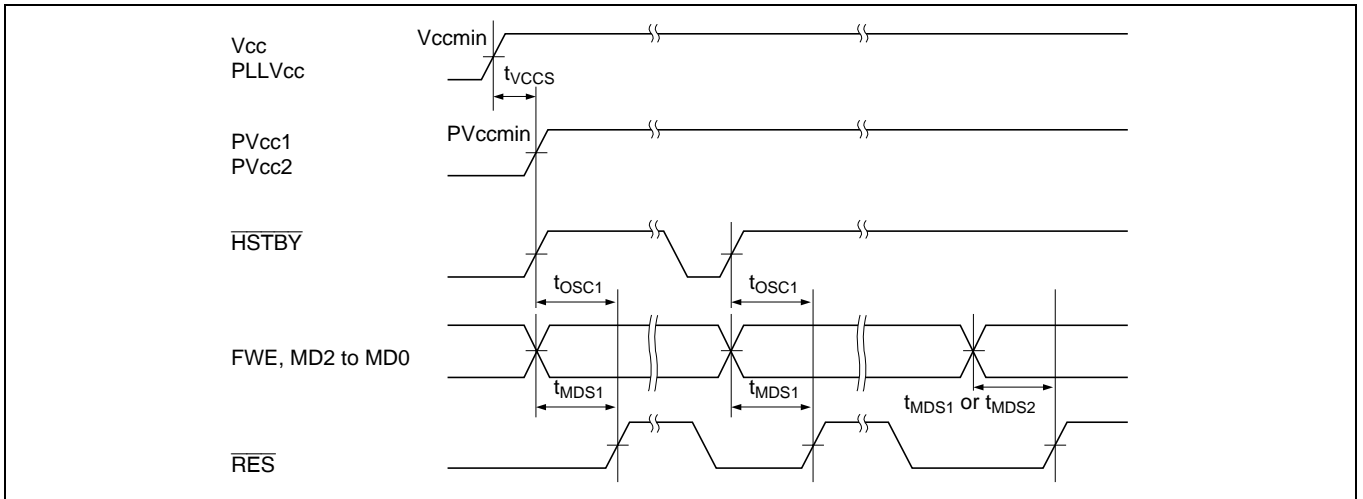 Vccmin
Vcc
PLLVcc
tVCCS
PVccmin
PVcc1
PVcc2
HSTBY
tOSC1 tOSC1
FWE, MD2 to MD0
tMDS1 tMDS1 tMDS1 or tMDS2
RES